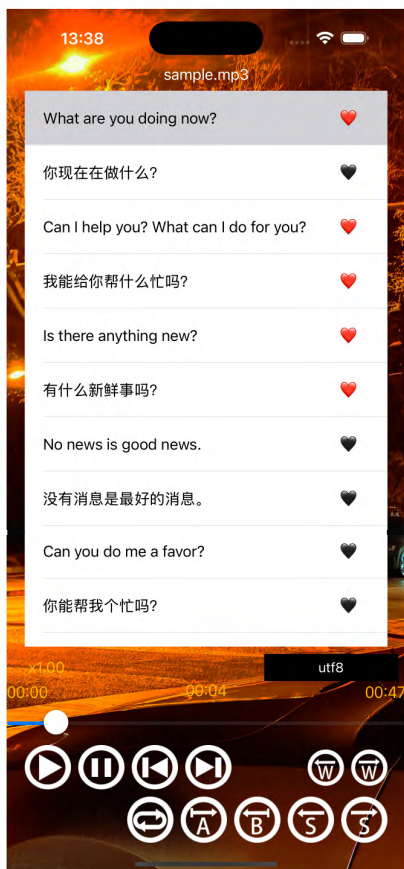 13:38
sample.mp3
What are you doing now?
你现在在做什么?
Can I help you? What can I do for you?
我能给你帮什么忙吗?
Is there anything new?
有什么新鲜事吗?
No news is good news.
没有消息是最好的消息。
Can you do me a favor?
你能帮我个忙吗?
x1.00
utf8
00:00
00:04
00:47
W
W
A
B
S
S